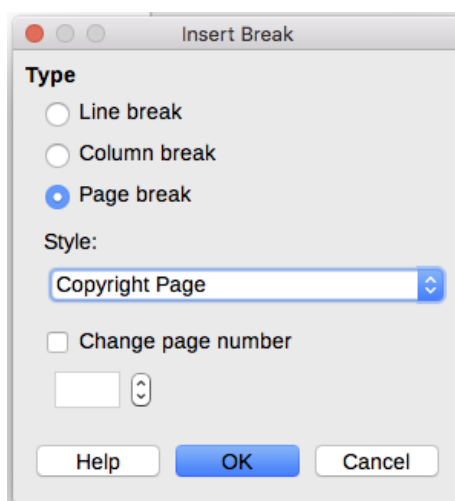 Insert Break
Type
Line break
Column break
Page break
Style:
Copyright Page
Change page number
Help OK Cancel